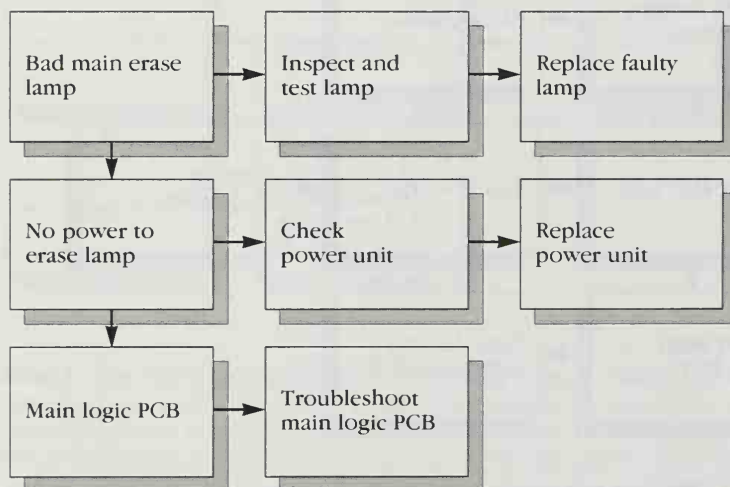 Bad main erase
lamp
Inspect and
test lamp
Replace faulty
lamp
No power to
erase lamp
Check
power unit
Replace
power unit
Main logic PCB
Troubleshoot
main logic PCB